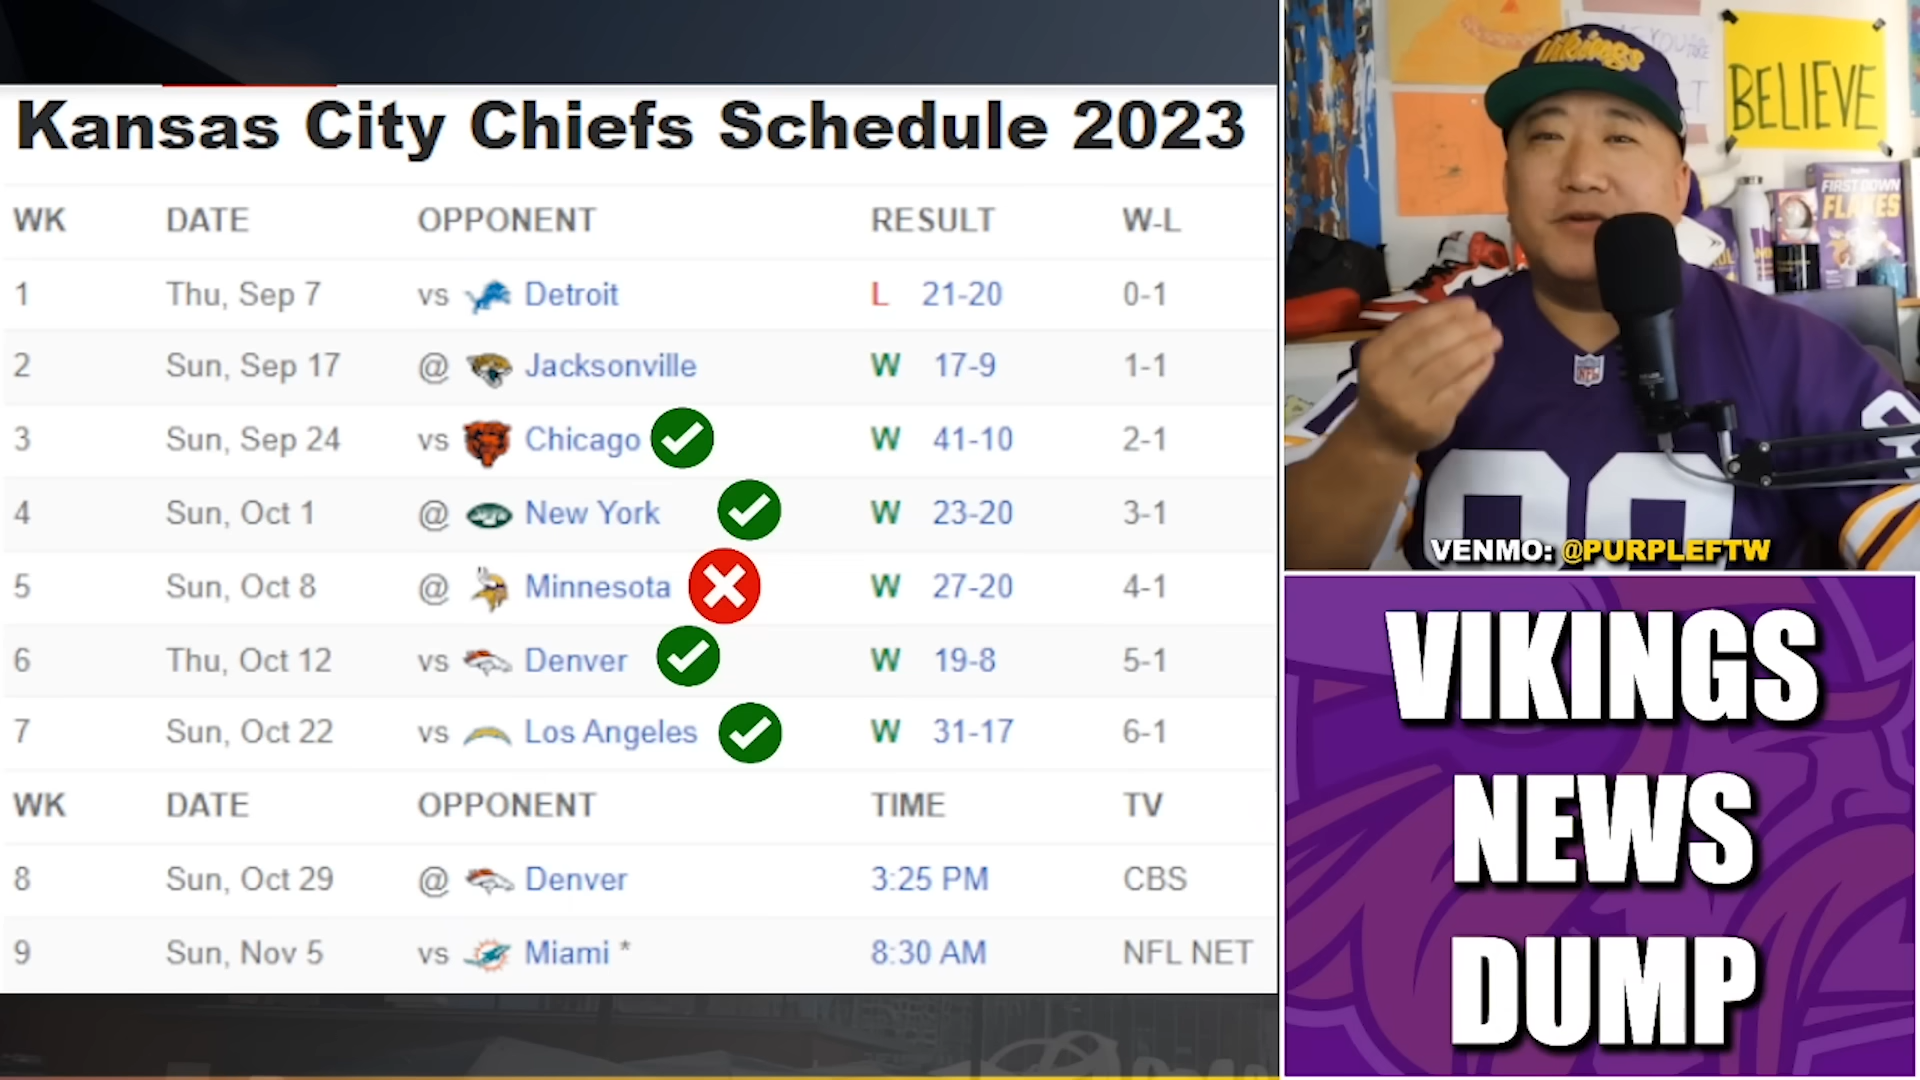 Kansas City Chiefs Schedule 2023
WK DATE OPPONENT RESULT W-L
1 Thu, Sep 7 vs Detroit L 21-20 0-1
2 Sun, Sep 17 @ Jacksonville W 17-9 1-1
3 Sun, Sep 24 vs Chicago W 41-10 2-1
4 Sun, Oct 1 @ New York W 23-20 3-1
5 Sun, Oct 8 @ Minnesota W 27-20 4-1
6 Thu, Oct 12 vs Denver W 19-8 5-1
7 Sun, Oct 22 vs Los Angeles W 31-17 6-1
WK DATE OPPONENT TIME TV
8 Sun, Oct 29 @ Denver 3:25 PM CBS
9 Sun, Nov 5 vs Miami * 8:30 AM NFL NET
Vikings
BELIEVE
FIRST DOWN
FLAKES
NFL
VENMO: @PURPLEFTW
VIKINGS
NEWS
DUMP